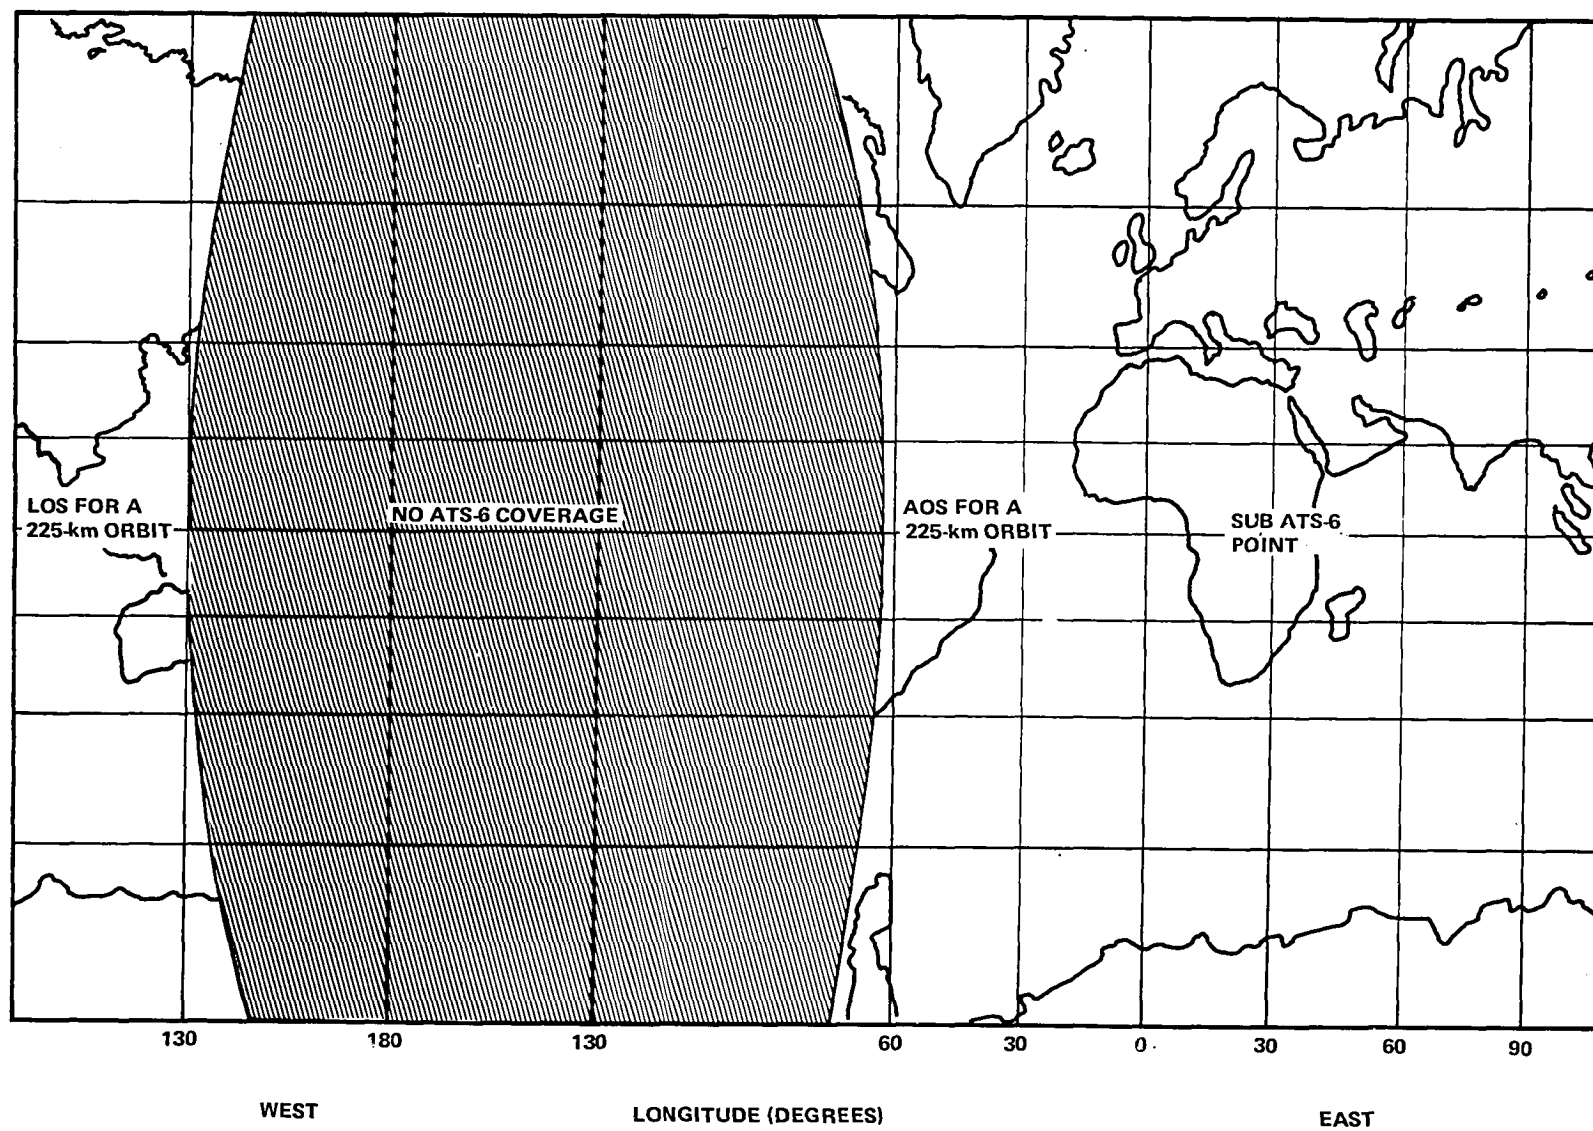 LOS FOR A
225-km ORBIT
NO ATS-6 COVERAGE
AOS FOR A
225-km ORBIT
SUB ATS-6
POINT
130 180 130 60 30 0 30 60 90
WEST LONGITUDE (DEGREES) EAST